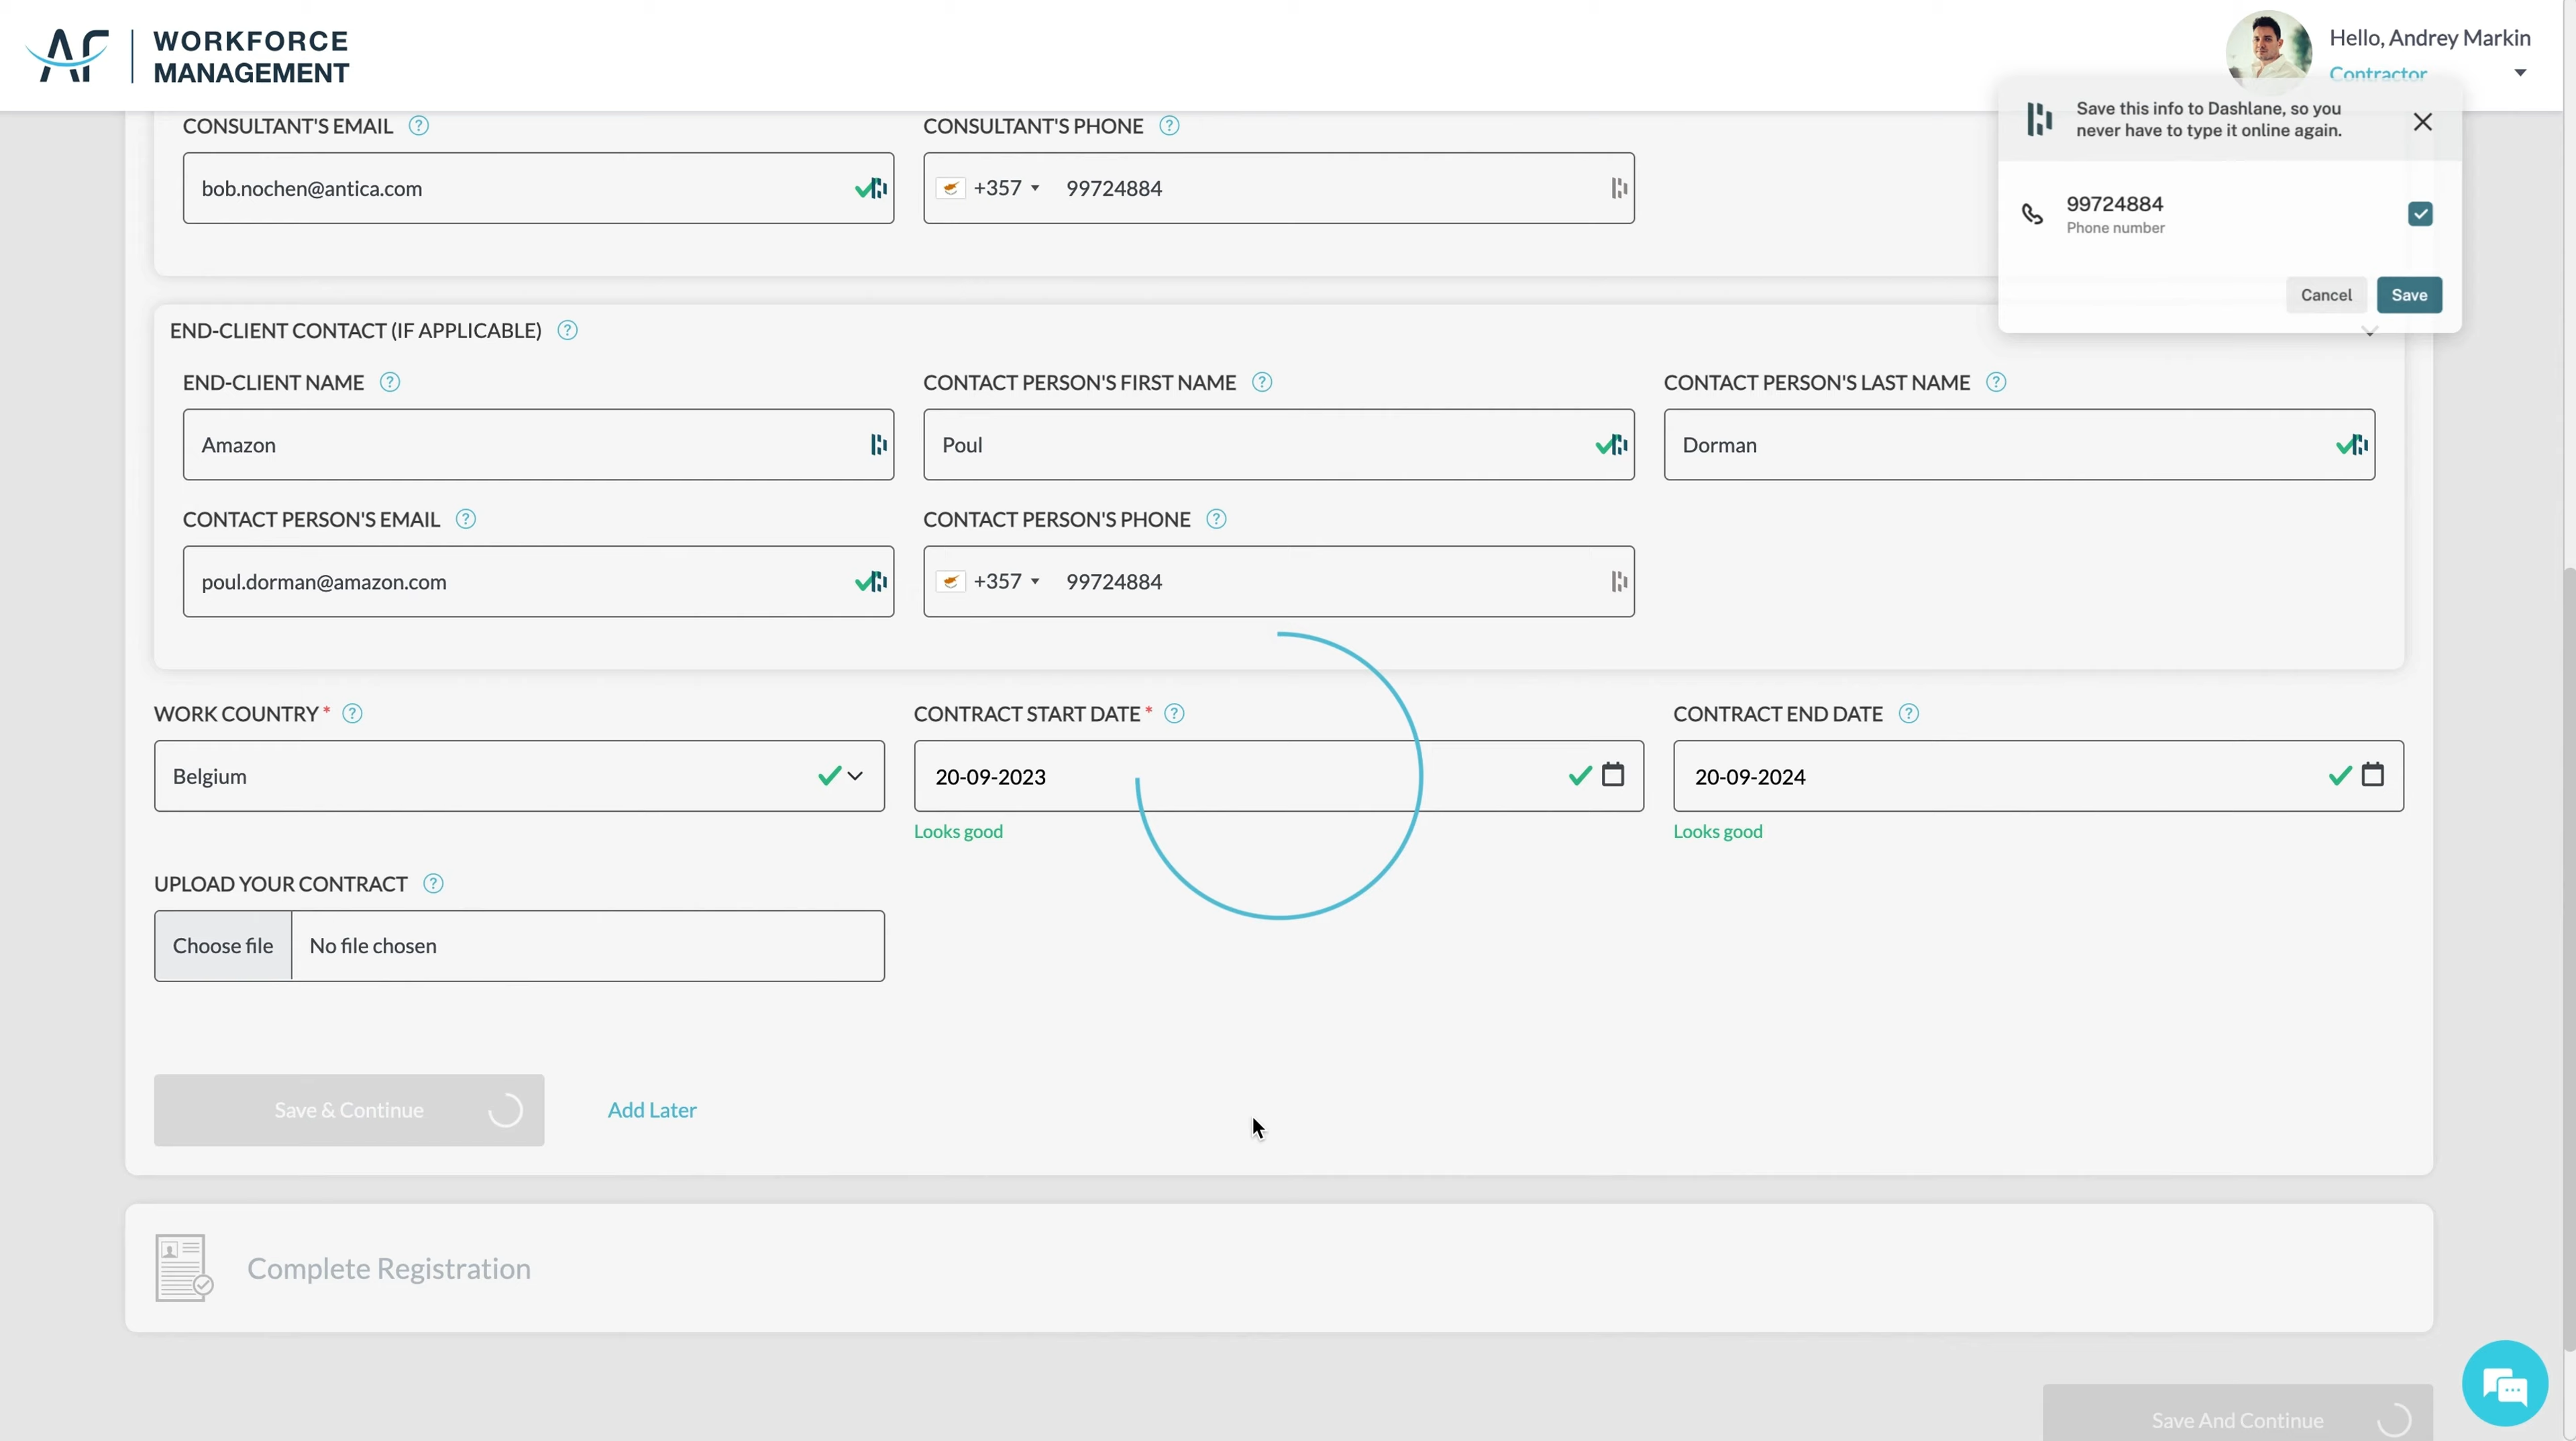 AF
WORKFORCE
MANAGEMENT
Hello, Andrey Markin
Contractor
Save this info to Dashlane, so you
never have to type it online again.
99724884
Phone number
Cancel
Save
CONSULTANT'S EMAIL ?
CONSULTANT'S PHONE ?
bob.nochen@antica.com
+357 99724884
END-CLIENT CONTACT (IF APPLICABLE) ?
END-CLIENT NAME ?
CONTACT PERSON'S FIRST NAME ?
CONTACT PERSON'S LAST NAME ?
Amazon
Poul
Dorman
CONTACT PERSON'S EMAIL ?
CONTACT PERSON'S PHONE ?
poul.dorman@amazon.com
+357 99724884
WORK COUNTRY * ?
CONTRACT START DATE * ?
CONTRACT END DATE ?
Belgium
20-09-2023
20-09-2024
Looks good
Looks good
UPLOAD YOUR CONTRACT ?
Choose file No file chosen
Save & Continue
Add Later
Complete Registration
Save And Continue